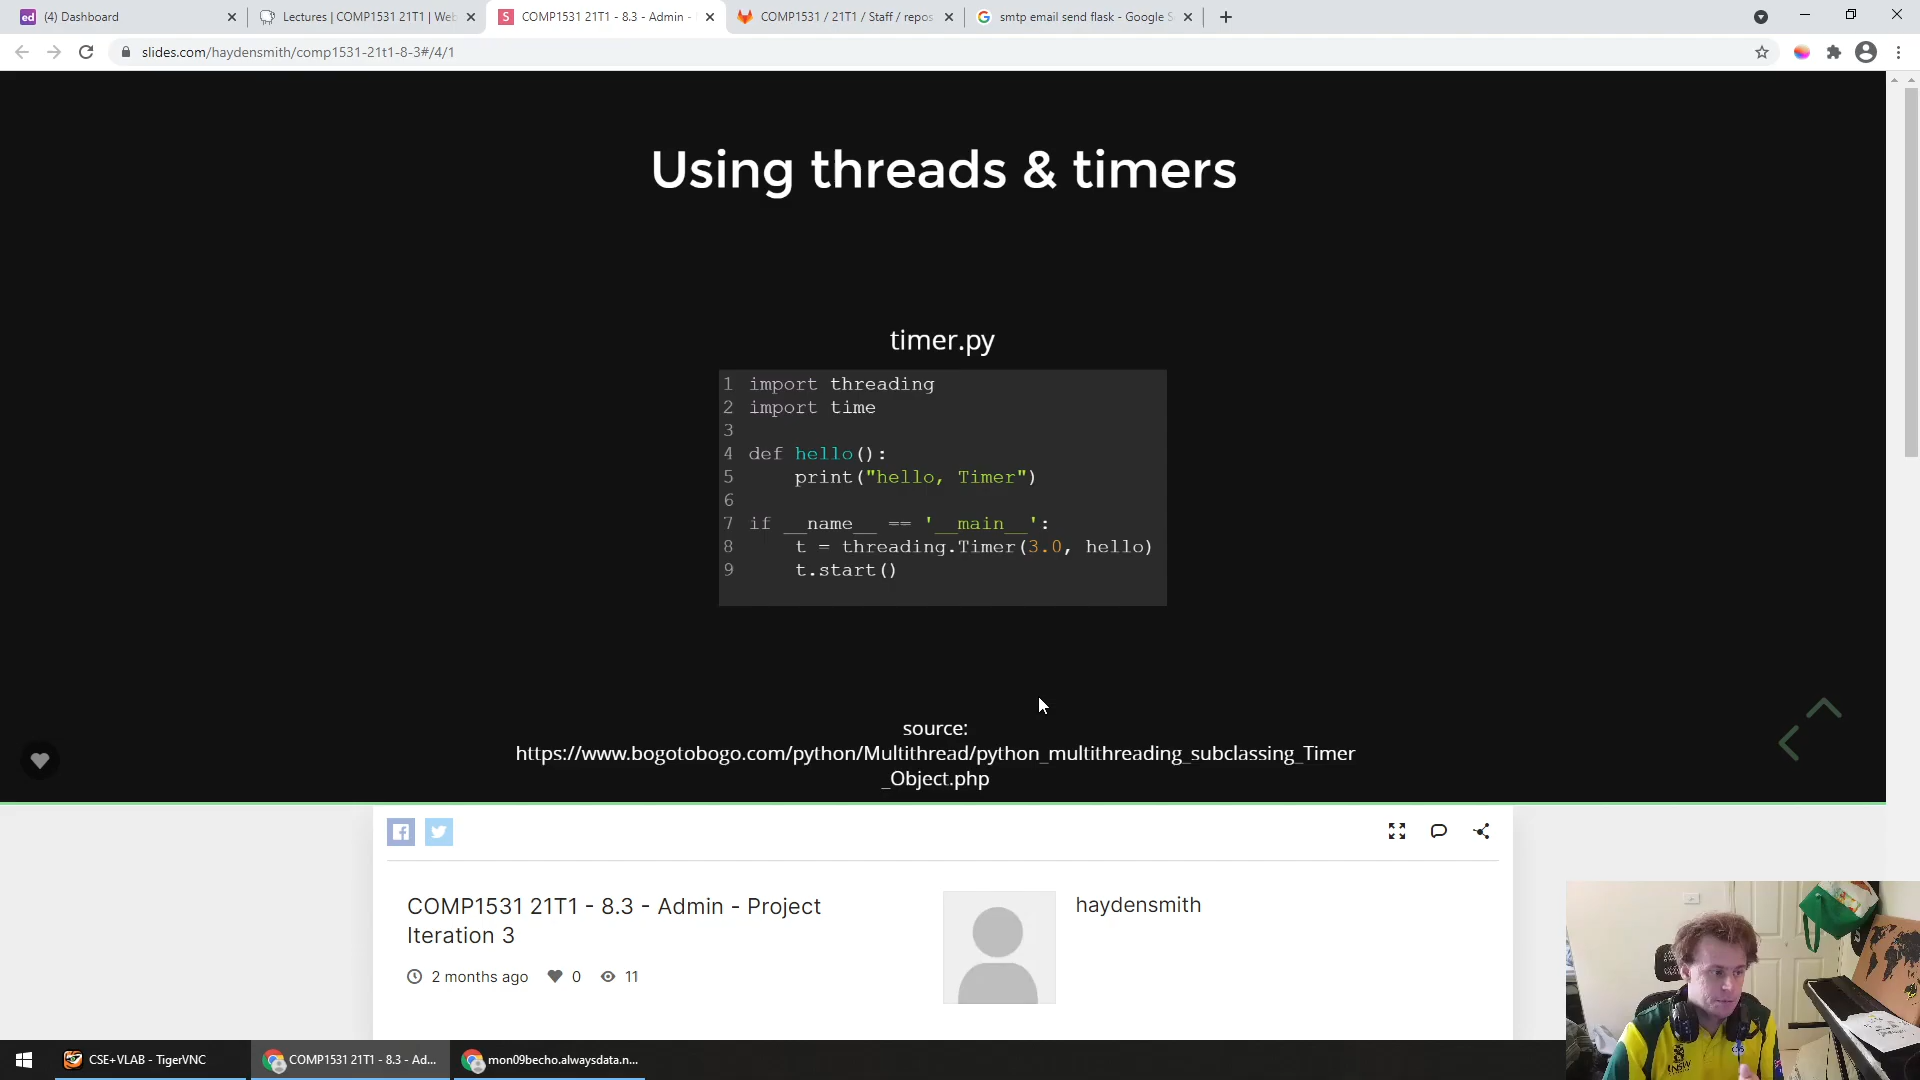 (4) Dashboard
Lectures | COMP1531 21T1 | Web
COMP1531 21T1 - 8.3 - Admin -
COMP1531 / 21T1 / Staff / repos
smtp email send flask - Google S
slides.com/haydensmith/comp1531-21t1-8-3#/4/1
Using threads & timers
timer.py
1 import threading
2 import time
3
4 def hello():
5     print("hello, Timer")
6
7 if __name__ == '__main__':
8     t = threading.Timer(3.0, hello)
9     t.start()
source:
https://www.bogotobogo.com/python/Multithread/python_multithreading_subclassing_Timer
_Object.php
COMP1531 21T1 - 8.3 - Admin - Project
Iteration 3
haydensmith
2 months ago 0 11
CSE+VLAB - TigerVNC
COMP1531 21T1 - 8.3 - Ad...
mon09becho.alwaysdata.n...